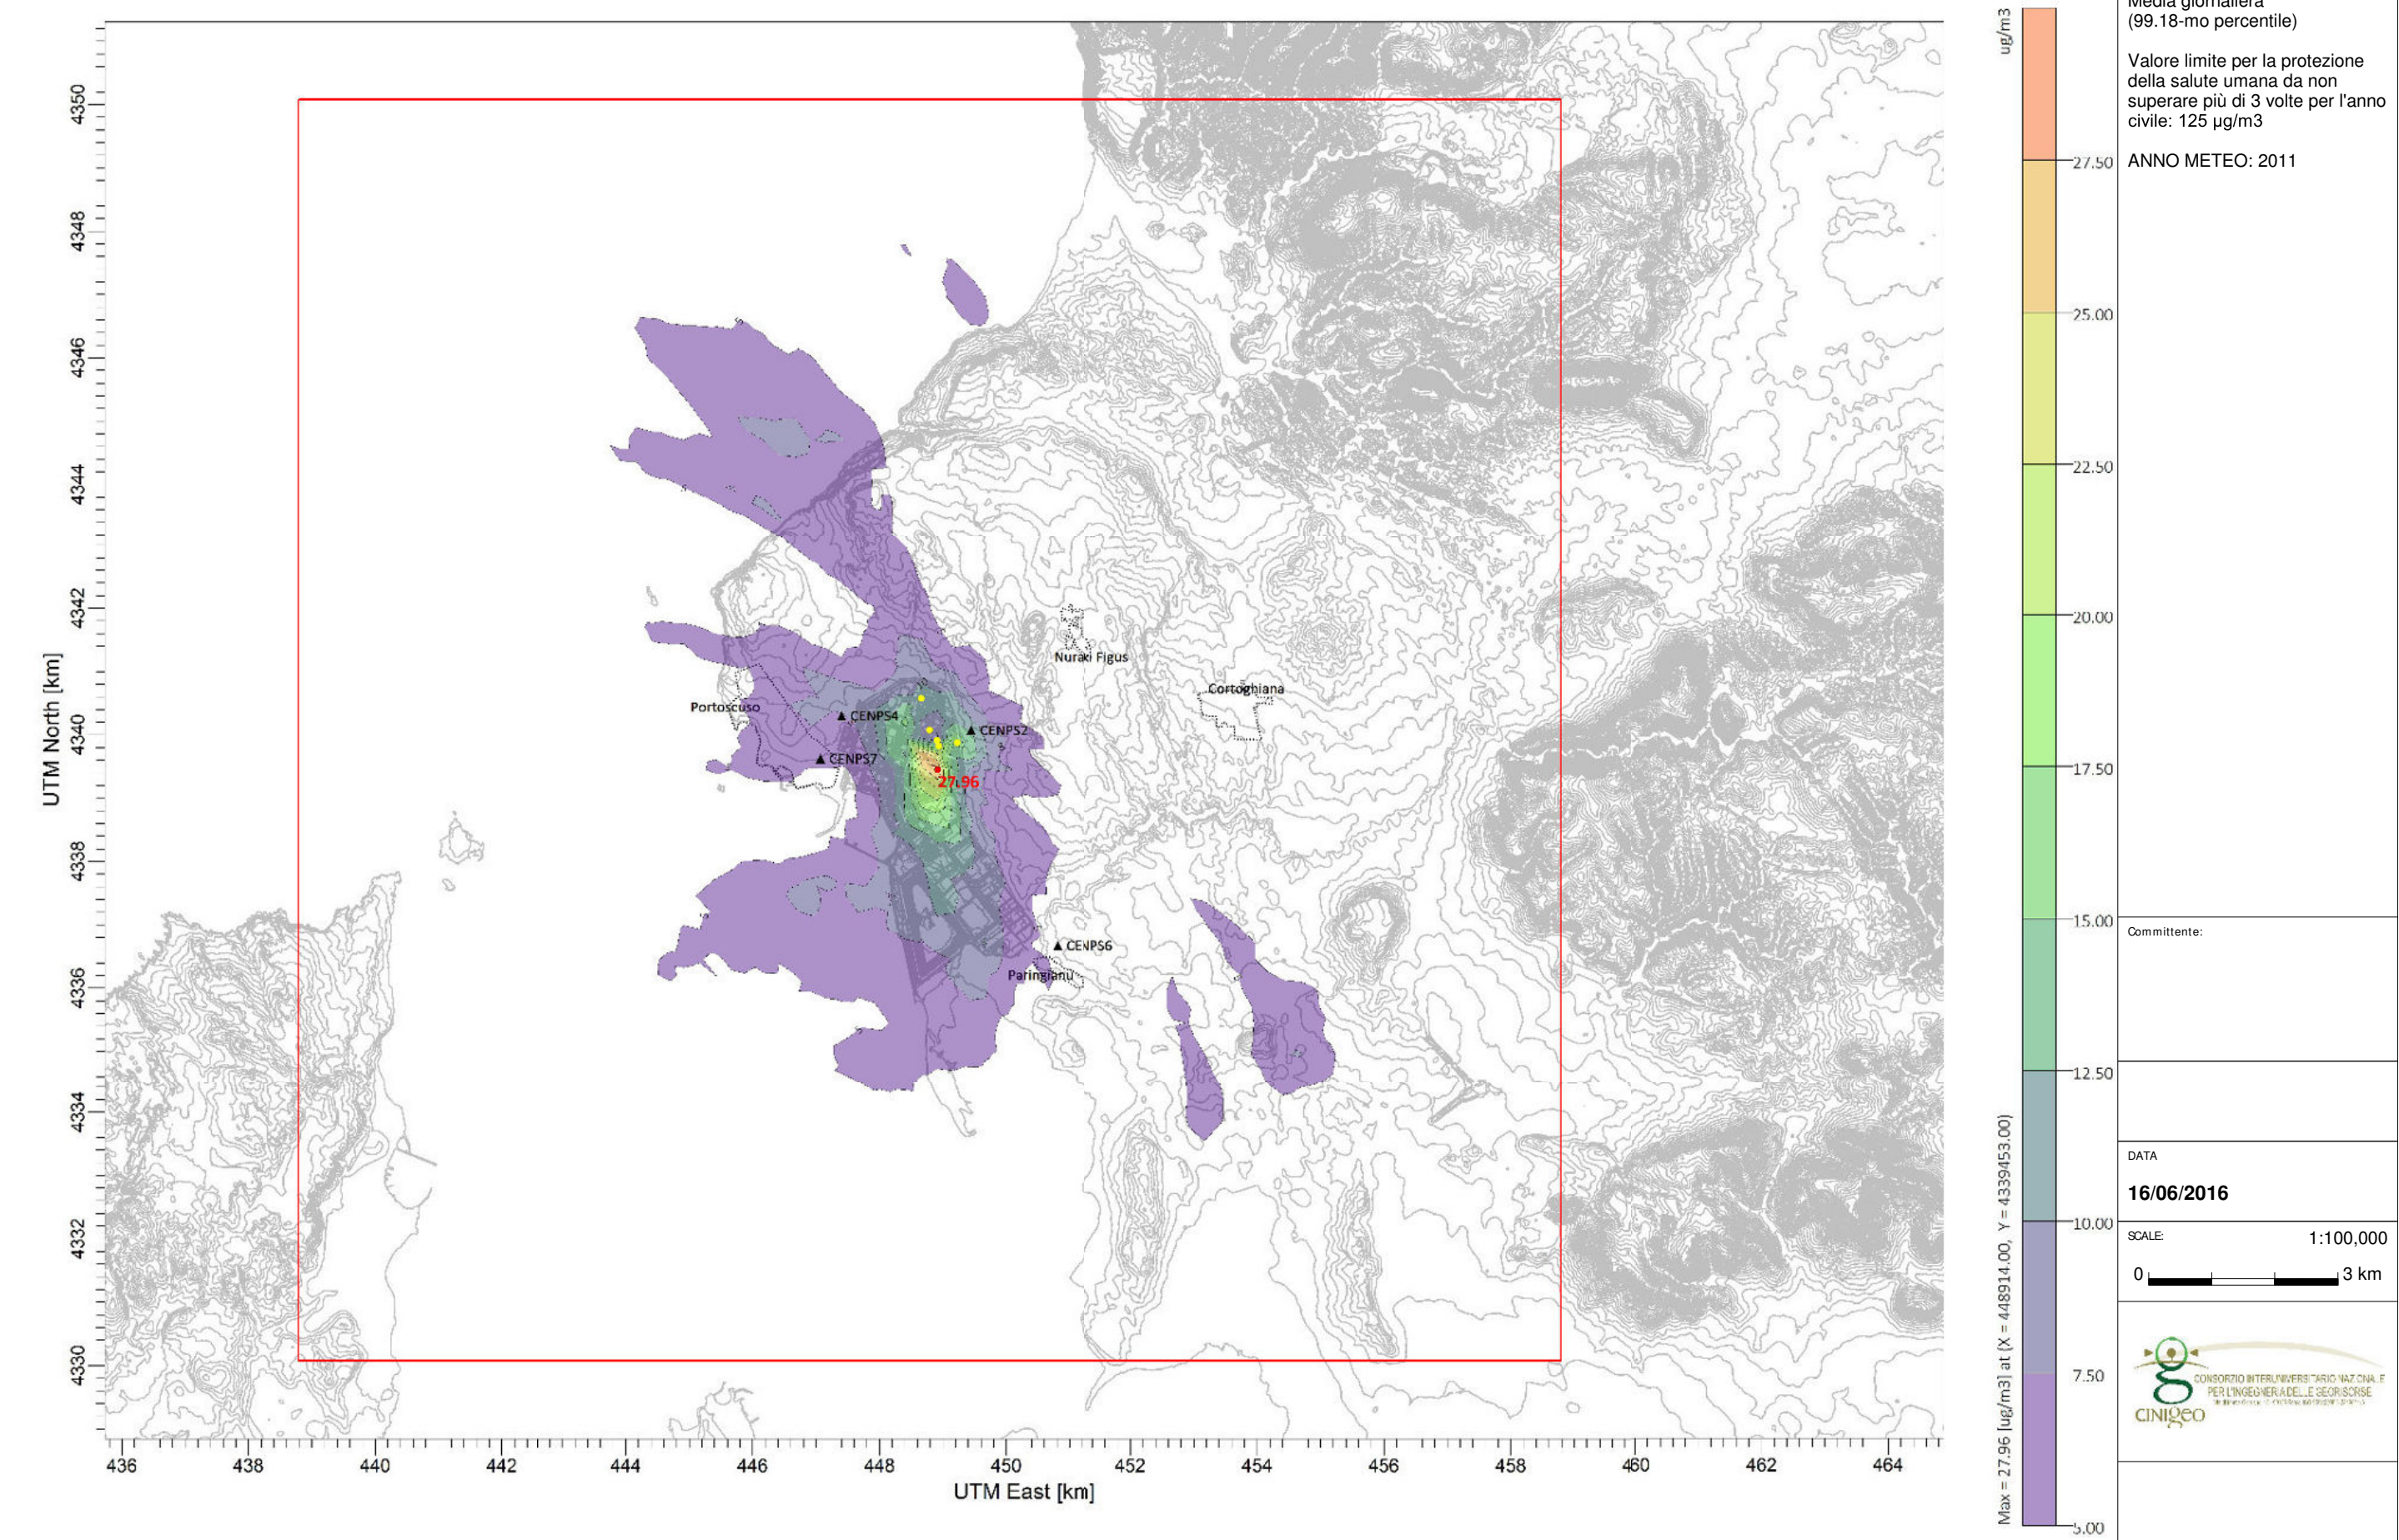 Media giornaliera
(99.18-mo percentile)
Valore limite per la protezione
della salute umana da non
superare più di 3 volte per l'anno
civile: 125 µg/m3
ANNO METEO: 2011
ug/m3
27.50
25.00
22.50
20.00
17.50
15.00
12.50
10.00
7.50
5.00
Max = 27.96 [ug/m3] at (X = 448914.00, Y = 4339453.00)
UTM North [km]
4350
4348
4346
4344
4342
4340
4338
4336
4334
4332
4330
5
5
5
10
Nuraki Figus
Cortoghiana
Portoscuso
CENPS4
CENPS2
CENPS7
27.96
CENPS6
Paringianu
436
438
440
442
444
446
448
450
452
454
456
458
460
462
464
UTM East [km]
Committente:
DATA
16/06/2016
SCALE:
1:100,000
0
3 km
CONSORZIO INTERUNIVERSITARIO NAZIONALE
PER L'INGEGNERIA DELLE GEORISORSE
CINIGEO